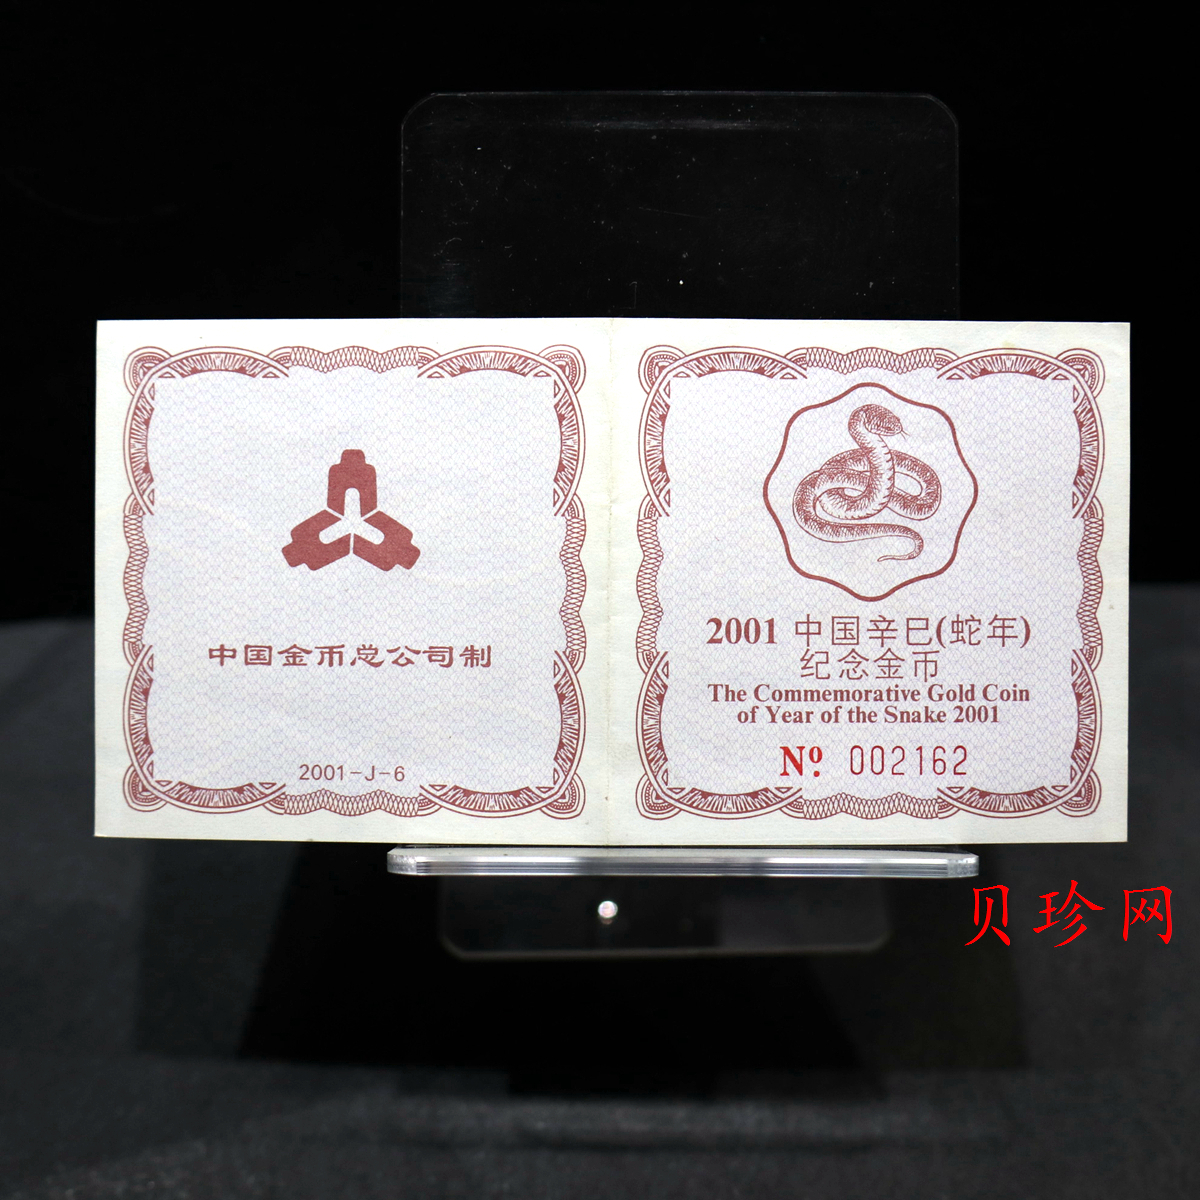 中国金币总公司制
2001-J-6
2001 中国辛巳(蛇年)
纪念金币
The Commemorative Gold Coin
of Year of the Snake 2001
Nº 002162
贝珍网